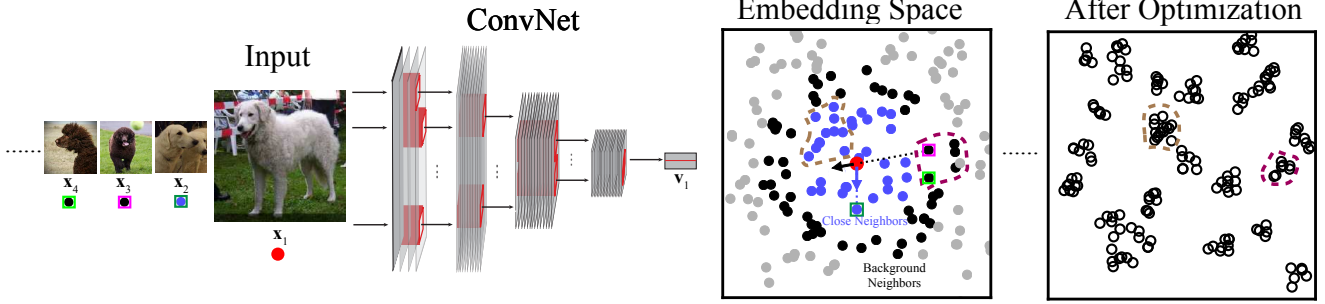 ConvNet
Embedding Space
After Optimization
Input
x4
x3
x2
x1
v1
Close Neighbors
Background
Neighbors